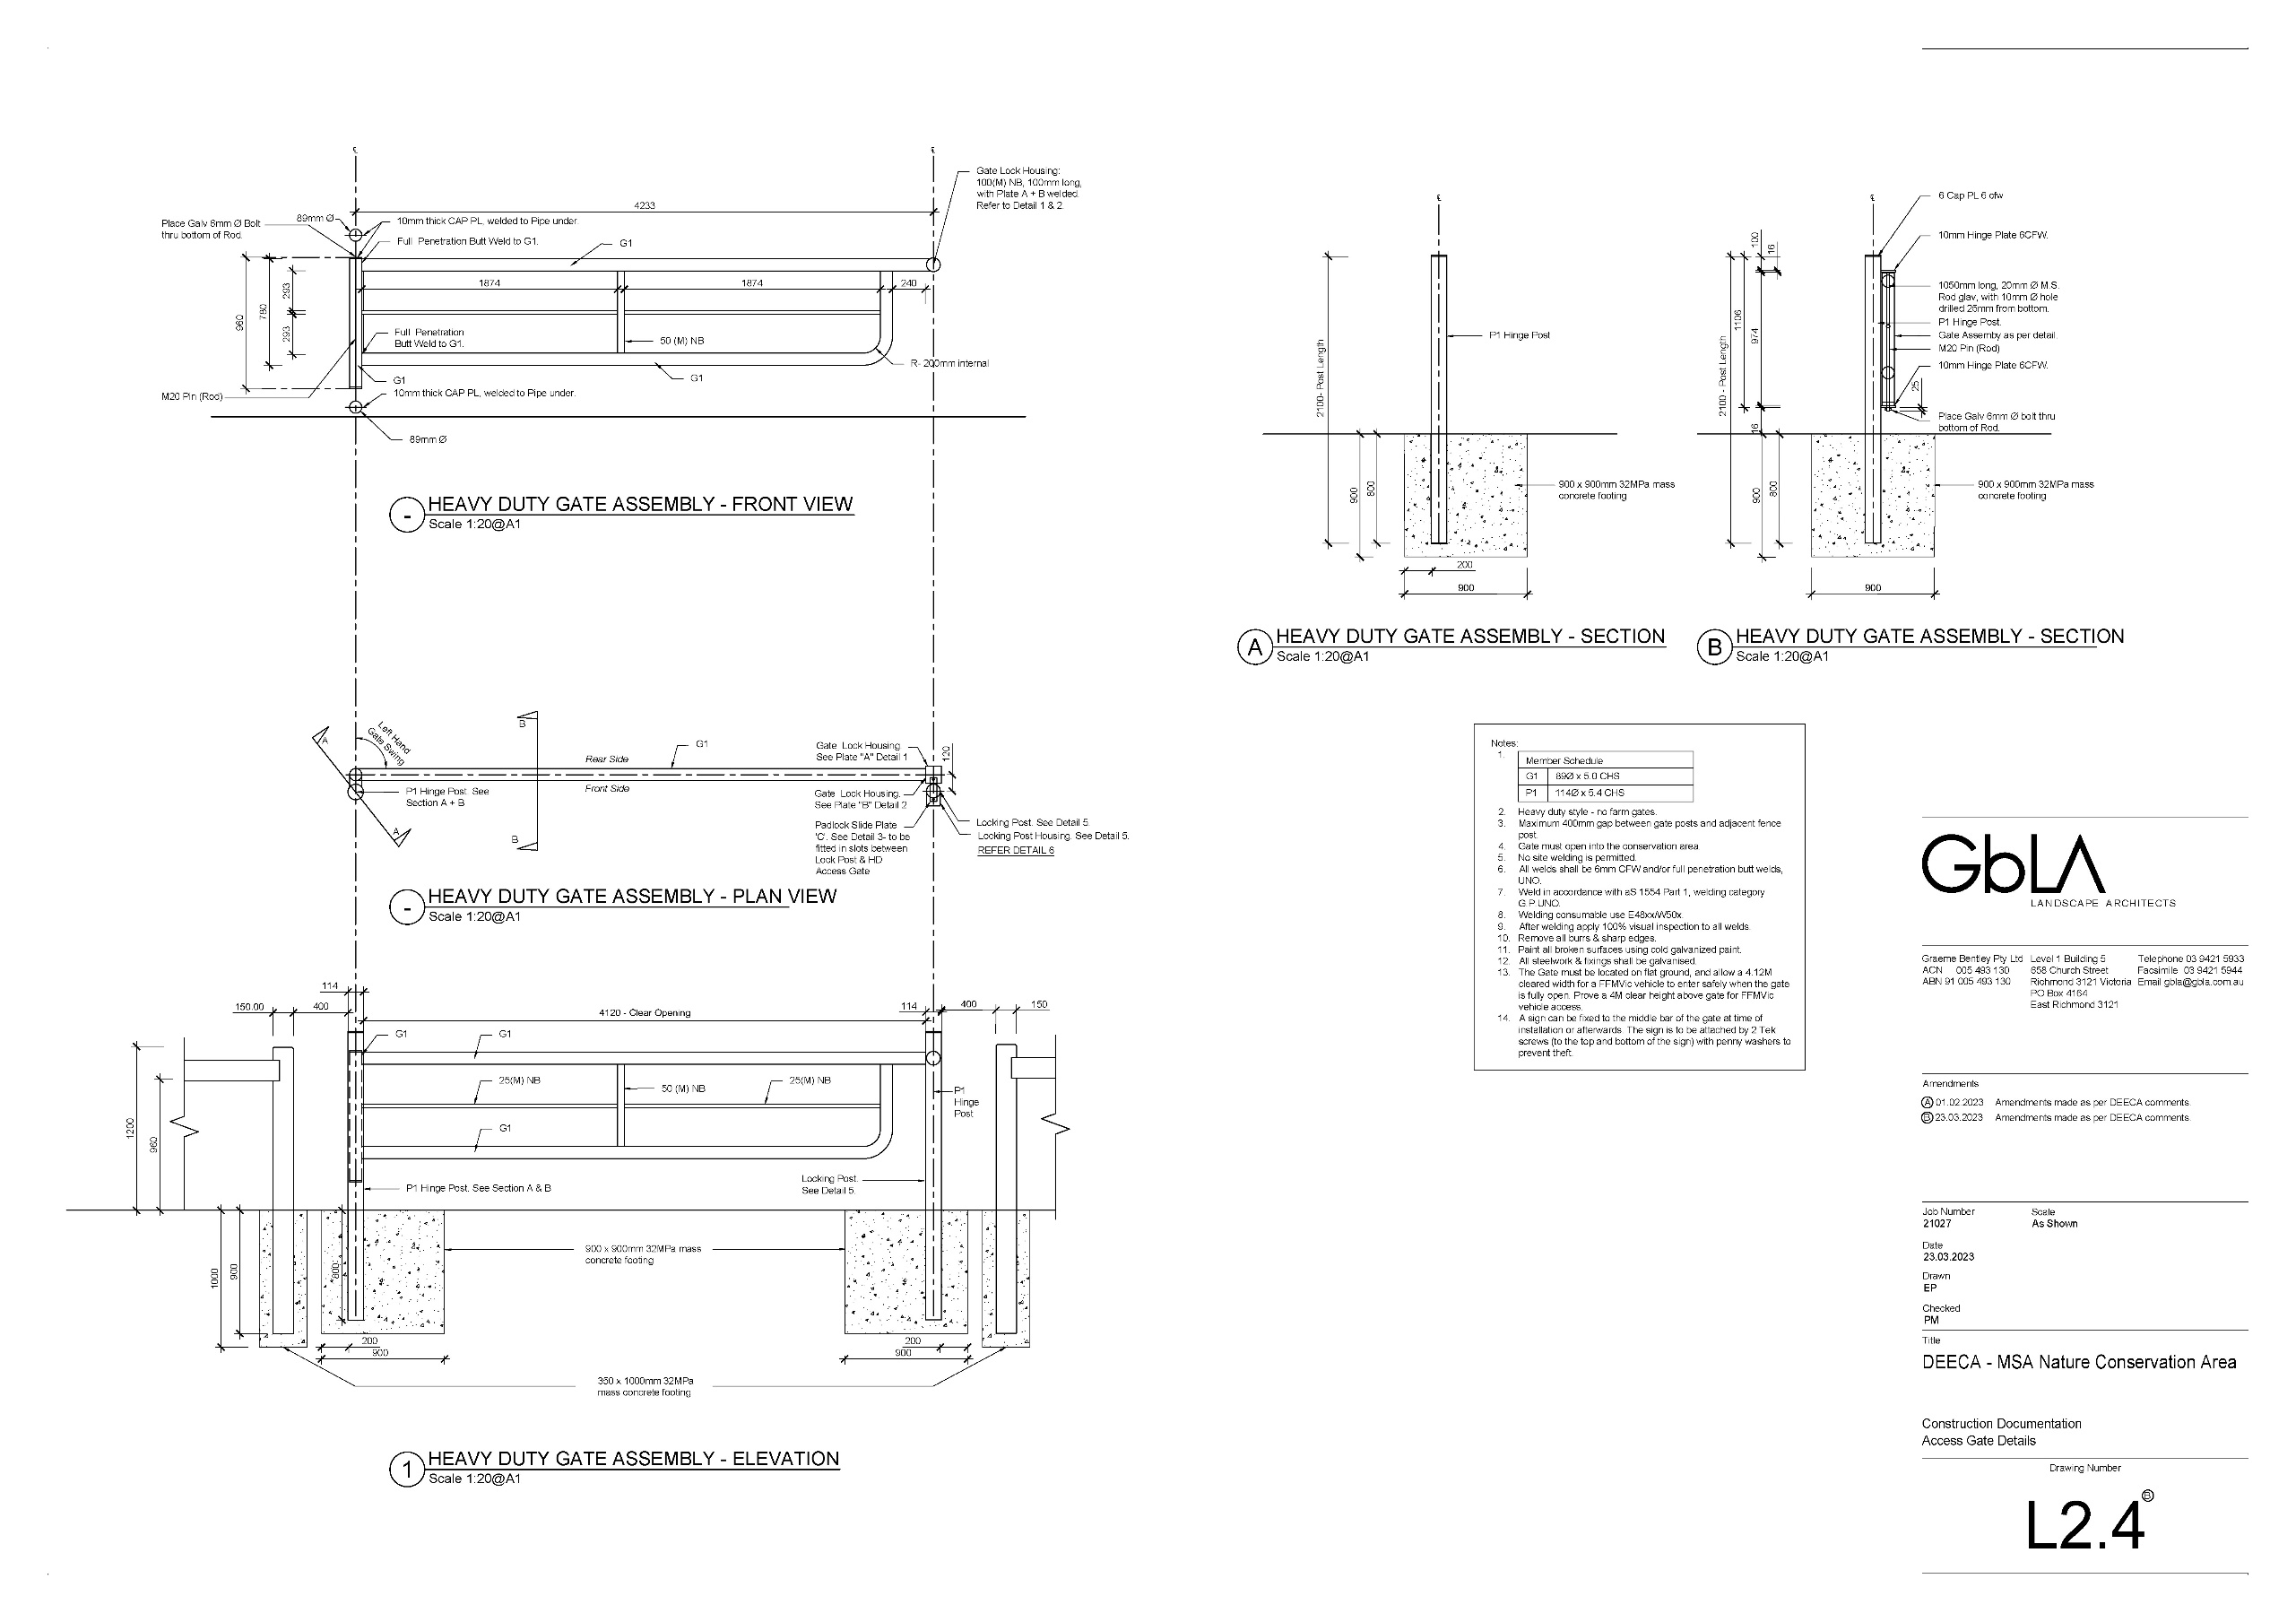 ℄
℄
Gate Lock Housing:
100(M) NB, 100mm long,
with Plate A + B welded.
Refer to Detail 1 & 2.
4233
Place Galv 6mm Ø Bolt
thru bottom of Rod.
89mm Ø
10mm thick CAP PL, welded to Pipe under.
Full Penetration Butt Weld to G1.
G1
1874
1874
240
293
293
780
960
Full Penetration
Butt Weld to G1.
50 (M) NB
R- 200mm internal
G1
G1
10mm thick CAP PL, welded to Pipe under.
M20 Pin (Rod)
89mm Ø
- HEAVY DUTY GATE ASSEMBLY - FRONT VIEW
Scale 1:20@A1
A
Left Hand
Gate Swing
B
G1
Rear Side
Gate Lock Housing
See Plate "A" Detail 1
120
P1 Hinge Post. See
Section A + B
Front Side
Gate Lock Housing.
See Plate "B" Detail 2
A
B
Padlock Slide Plate
'C'. See Detail 3- to be
fitted in slots between
Lock Post & HD
Access Gate
Locking Post. See Detail 5.
Locking Post Housing. See Detail 5.
REFER DETAIL 6
- HEAVY DUTY GATE ASSEMBLY - PLAN VIEW
Scale 1:20@A1
114
150.00
400
4120 - Clear Opening
114
400
150
G1
G1
25(M) NB
50 (M) NB
25(M) NB
P1
Hinge
Post
G1
1200
960
P1 Hinge Post. See Section A & B
Locking Post.
See Detail 5.
900 x 900mm 32MPa mass
concrete footing
1000
900
800
200
900
200
900
350 x 1000mm 32MPa
mass concrete footing
1 HEAVY DUTY GATE ASSEMBLY - ELEVATION
Scale 1:20@A1
℄
2100- Post Length
P1 Hinge Post
900
800
900 x 900mm 32MPa mass
concrete footing
200
900
A HEAVY DUTY GATE ASSEMBLY - SECTION
Scale 1:20@A1
℄
6 Cap PL 6 cfw
10mm Hinge Plate 6CFW.
100
16
1050mm long, 20mm Ø M.S.
Rod glav, with 10mm Ø hole
drilled 25mm from bottom.
P1 Hinge Post.
Gate Assemby as per detail.
M20 Pin (Rod)
10mm Hinge Plate 6CFW.
2100 - Post Length
1106
974
25
16
Place Galv 6mm Ø bolt thru
bottom of Rod.
900
800
900 x 900mm 32MPa mass
concrete footing
900
B HEAVY DUTY GATE ASSEMBLY - SECTION
Scale 1:20@A1
Notes:
1.
Member Schedule
G1 89Ø x 5.0 CHS
P1 114Ø x 5.4 CHS
2. Heavy duty style - no farm gates.
3. Maximum 400mm gap between gate posts and adjacent fence
post.
4. Gate must open into the conservation area
5. No site welding is permitted.
6. All welds shall be 6mm CFW and/or full penetration butt welds,
UNO.
7. Weld in accordance with aS 1554 Part 1, welding category
G.P UNO.
8. Welding consumable use E48xx/W50x.
9. After welding apply 100% visual inspection to all welds.
10. Remove all burrs & sharp edges.
11. Paint all broken surfaces using cold galvanized paint.
12. All steelwork & fixings shall be galvanised.
13. The Gate must be located on flat ground, and allow a 4.12M
cleared width for a FFMVic vehicle to enter safely when the gate
is fully open. Prove a 4M clear height above gate for FFMVic
vehicle access.
14. A sign can be fixed to the middle bar of the gate at time of
installation or afterwards. The sign is to be attached by 2 Tek
screws (to the top and bottom of the sign) with penny washers to
prevent theft.
GbLA
LANDSCAPE ARCHITECTS
Graeme Bentley Pty Ltd Level 1 Building 5 Telephone 03 9421 5933
ACN 005 493 130 658 Church Street Facsimile 03 9421 5944
ABN 91 005 493 130 Richmond 3121 Victoria Email gbla@gbla.com.au
PO Box 4164
East Richmond 3121
Amendments
A 01.02.2023 Amendments made as per DEECA comments.
B 23.03.2023 Amendments made as per DEECA comments.
Job Number Scale
21027 As Shown
Date
23.03.2023
Drawn
EP
Checked
PM
Title
DEECA - MSA Nature Conservation Area
Construction Documentation
Access Gate Details
Drawing Number
L2.4 B